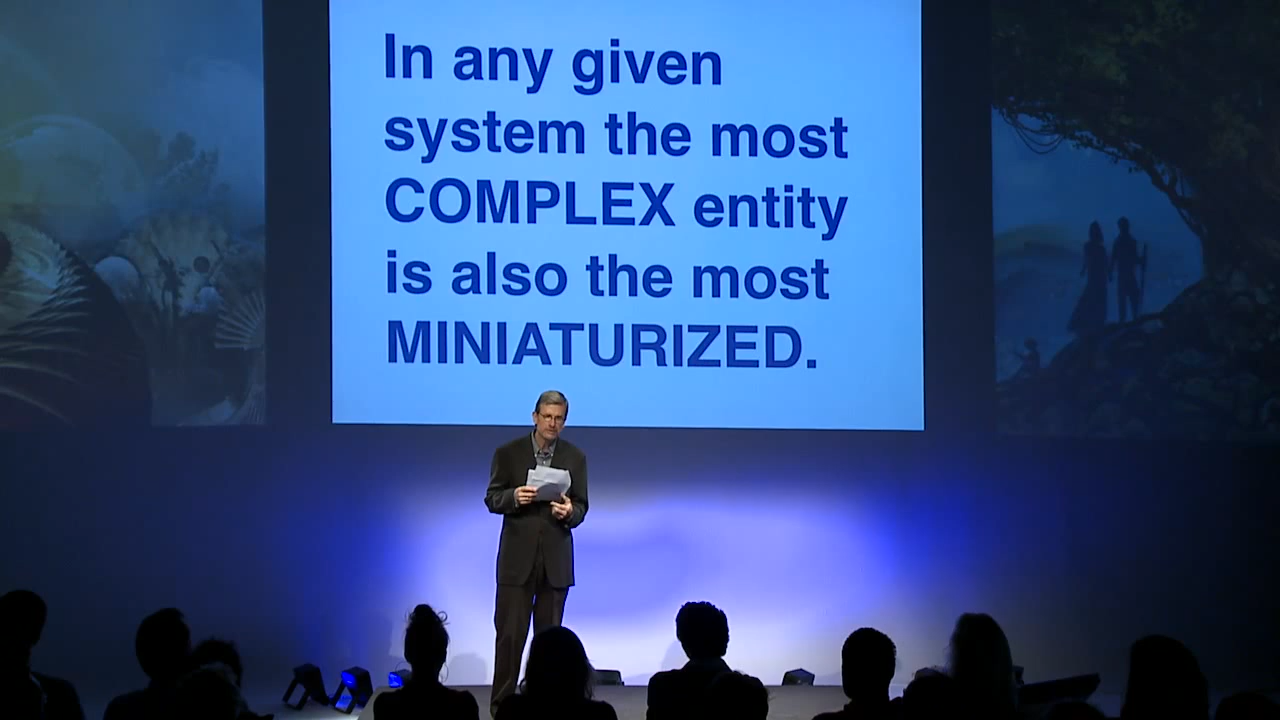 In any given
system the most
COMPLEX entity
is also the most
MINIATURIZED.